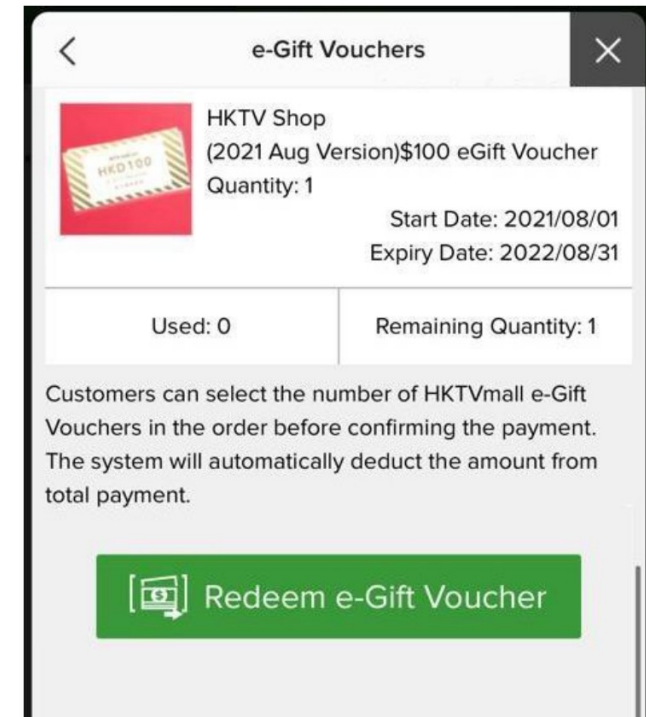 e-Gift Vouchers
HKD100
HKTV Shop
(2021 Aug Version)$100 eGift Voucher
Quantity: 1
Start Date: 2021/08/01
Expiry Date: 2022/08/31
Used: 0
Remaining Quantity: 1
Customers can select the number of HKTVmall e-Gift
Vouchers in the order before confirming the payment.
The system will automatically deduct the amount from
total payment.
Redeem e-Gift Voucher